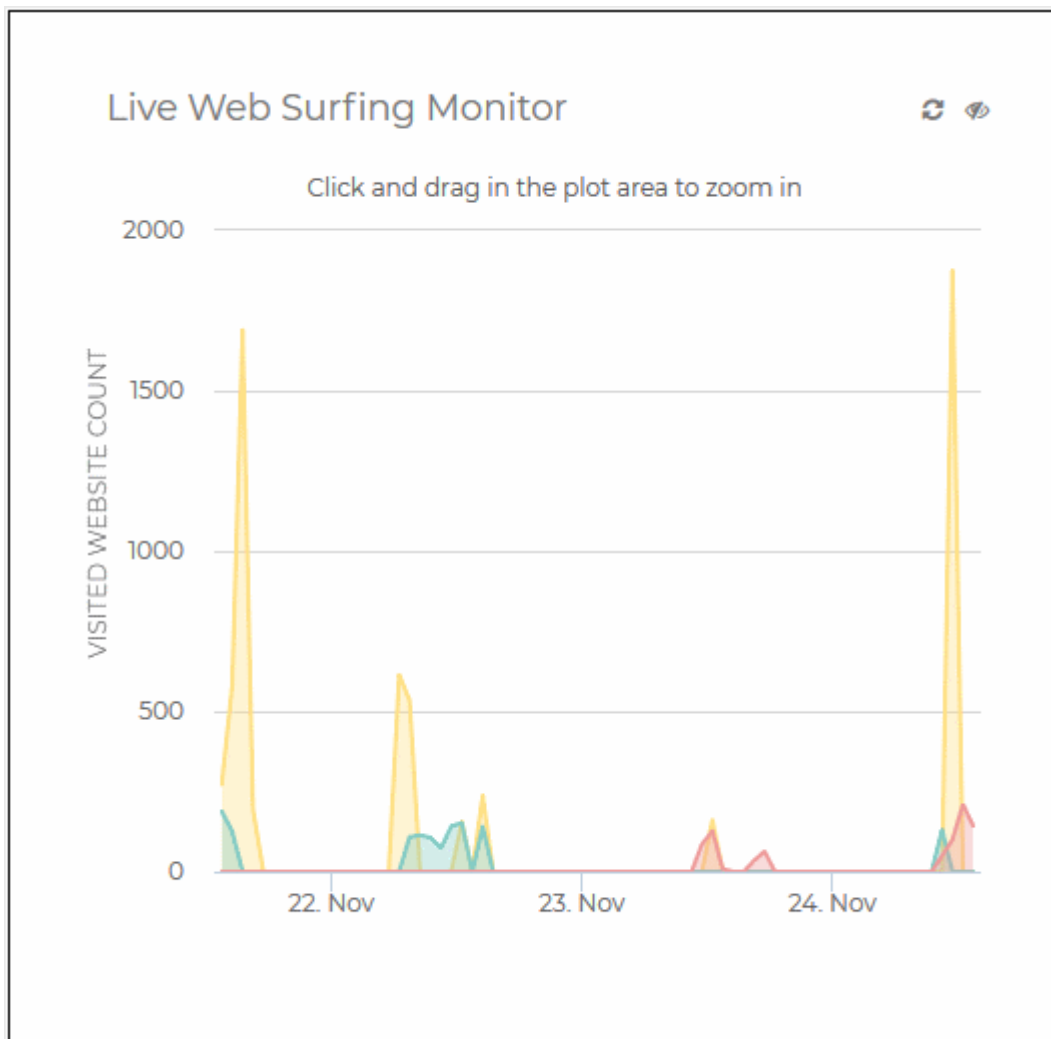 Live Web Surfing Monitor
Click and drag in the plot area to zoom in
VISITED WEBSITE COUNT
2000
1500
1000
500
0
22. Nov
23. Nov
24. Nov